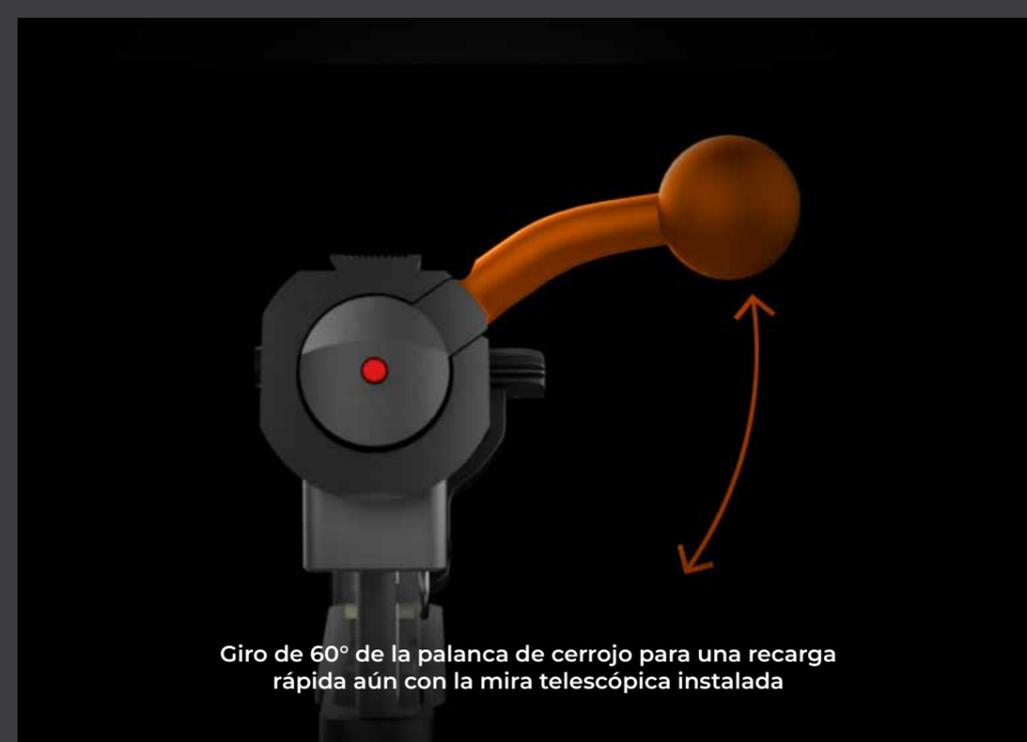 Giro de 60° de la palanca de cerrojo para una recarga
rápida aún con la mira telescópica instalada